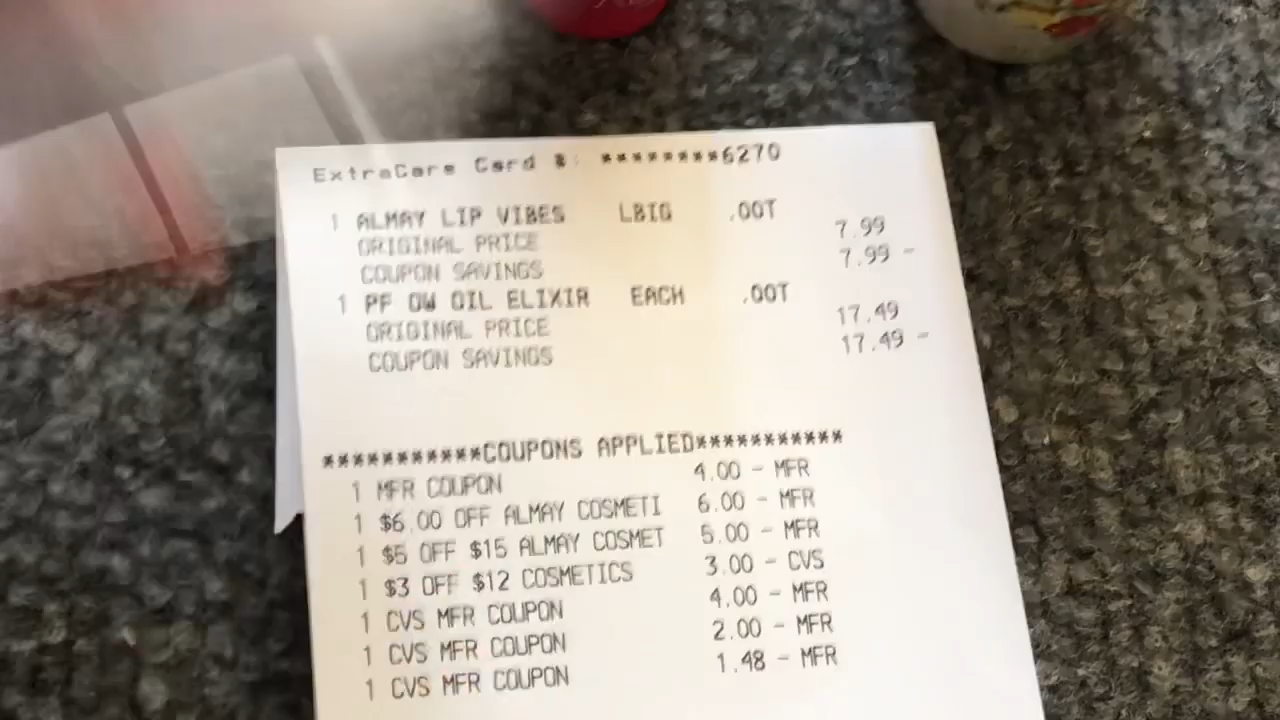 ExtraCare Card #: ********6270
1 ALMAY LIP VIBES LBIG .00T
ORIGINAL PRICE 7.99
COUPON SAVINGS 7.99 -
1 PF OW OIL ELIXIR EACH .00T
ORIGINAL PRICE 17.49
COUPON SAVINGS 17.49 -
***********COUPONS APPLIED***********
1 MFR COUPON 4.00 - MFR
1 $6.00 OFF ALMAY COSMETI 6.00 - MFR
1 $5 OFF $15 ALMAY COSMET 5.00 - MFR
1 $3 OFF $12 COSMETICS 3.00 - CVS
1 CVS MFR COUPON 4.00 - MFR
1 CVS MFR COUPON 2.00 - MFR
1 CVS MFR COUPON 1.48 - MFR